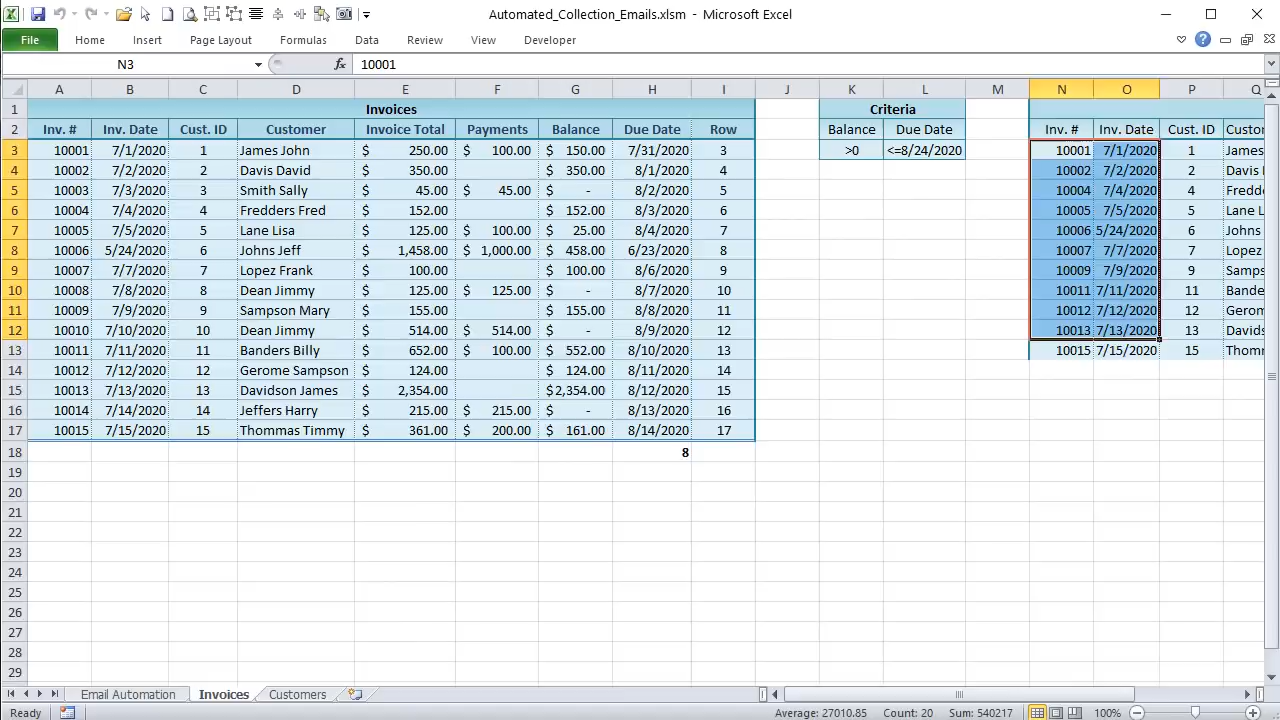 Automated_Collection_Emails.xlsm - Microsoft Excel
File Home Insert Page Layout Formulas Data Review View Developer
N3 fx 10001
A B C D E F G H I J K L M N O P Q
1 Invoices Criteria
2 Inv. # Inv. Date Cust. ID Customer Invoice Total Payments Balance Due Date Row Balance Due Date Inv. # Inv. Date Cust. ID Custor
3 10001 7/1/2020 1 James John $ 250.00 $ 100.00 $ 150.00 7/31/2020 3 >0 <=8/24/2020 10001 7/1/2020 1 James
4 10002 7/2/2020 2 Davis David $ 350.00 $ 350.00 8/1/2020 4 10002 7/2/2020 2 Davis
5 10003 7/3/2020 3 Smith Sally $ 45.00 $ 45.00 $ - 8/2/2020 5 10004 7/4/2020 4 Fredd
6 10004 7/4/2020 4 Fredders Fred $ 152.00 $ 152.00 8/3/2020 6 10005 7/5/2020 5 Lane L
7 10005 7/5/2020 5 Lane Lisa $ 125.00 $ 100.00 $ 25.00 8/4/2020 7 10006 5/24/2020 6 Johns
8 10006 5/24/2020 6 Johns Jeff $ 1,458.00 $ 1,000.00 $ 458.00 6/23/2020 8 10007 7/7/2020 7 Lopez
9 10007 7/7/2020 7 Lopez Frank $ 100.00 $ 100.00 8/6/2020 9 10009 7/9/2020 9 Samps
10 10008 7/8/2020 8 Dean Jimmy $ 125.00 $ 125.00 $ - 8/7/2020 10 10011 7/11/2020 11 Bande
11 10009 7/9/2020 9 Sampson Mary $ 155.00 $ 155.00 8/8/2020 11 10012 7/12/2020 12 Gerom
12 10010 7/10/2020 10 Dean Jimmy $ 514.00 $ 514.00 $ - 8/9/2020 12 10013 7/13/2020 13 Davids
13 10011 7/11/2020 11 Banders Billy $ 652.00 $ 100.00 $ 552.00 8/10/2020 13 10015 7/15/2020 15 Thomm
14 10012 7/12/2020 12 Gerome Sampson $ 124.00 $ 124.00 8/11/2020 14
15 10013 7/13/2020 13 Davidson James $ 2,354.00 $2,354.00 8/12/2020 15
16 10014 7/14/2020 14 Jeffers Harry $ 215.00 $ 215.00 $ - 8/13/2020 16
17 10015 7/15/2020 15 Thommas Timmy $ 361.00 $ 200.00 $ 161.00 8/14/2020 17
18 8
19
20
21
22
23
24
25
26
27
28
29
Email Automation Invoices Customers
Ready Average: 27010.85 Count: 20 Sum: 540217 100%